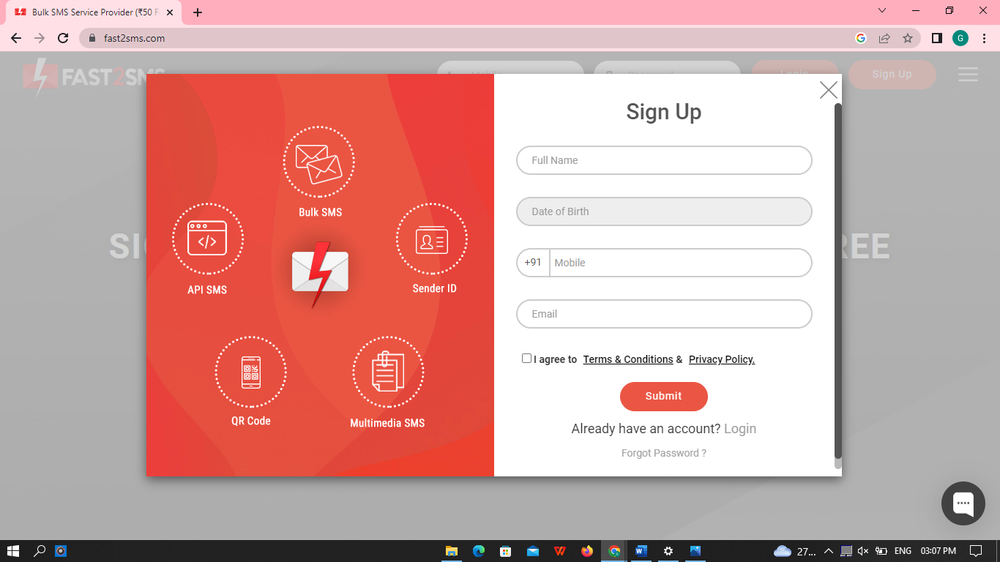 Bulk SMS Service Provider (₹50 F
fast2sms.com
G
FAST2SMS
Login
Sign Up
Sign Up
Full Name
Date of Birth
+91 Mobile
Email
I agree to Terms & Conditions & Privacy Policy.
Submit
Already have an account? Login
Forgot Password ?
Bulk SMS
API SMS
Sender ID
QR Code
Multimedia SMS
REE
27...
ENG
03:07 PM